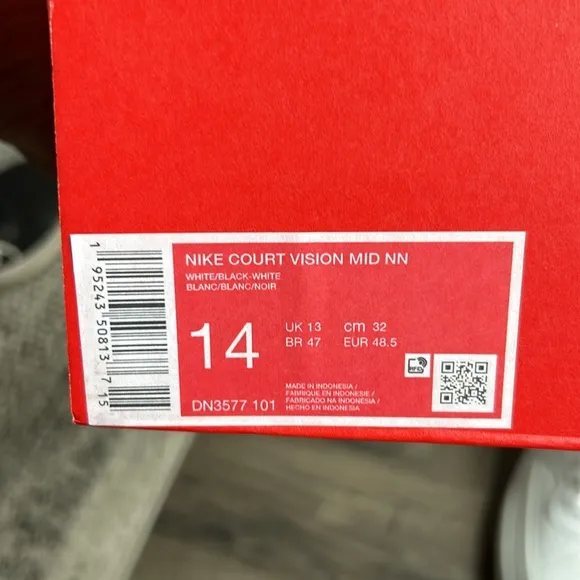 NIKE COURT VISION MID NN
WHITE/BLACK-WHITE
BLANC/BLANC/NOIR
14
UK 13 cm 32
BR 47 EUR 48.5
DN3577 101
MADE IN INDONESIA /
FABRIQUE EN INDONESIE /
FABRICADO NA INDONÉSIA /
HECHO EN INDONESIA
RFID
1 95243 50813 7 15